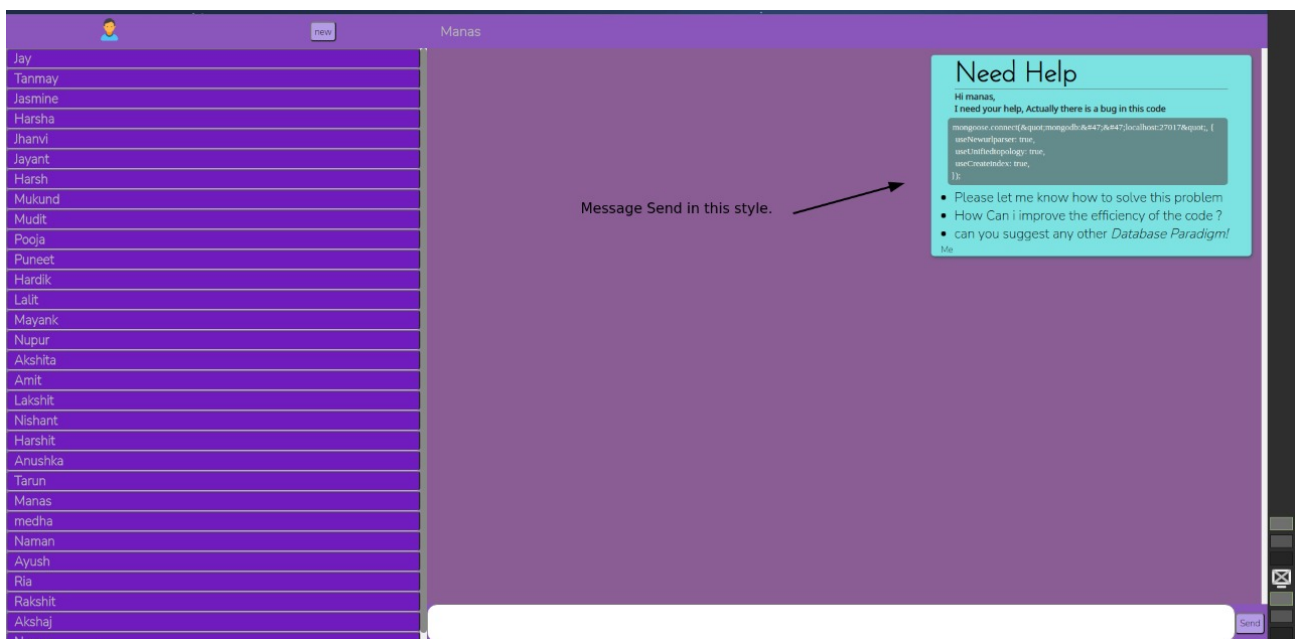 new
Manas
Jay
Tanmay
Jasmine
Harsha
Jhanvi
Jayant
Harsh
Mukund
Mudit
Pooja
Puneet
Hardik
Lalit
Mayank
Nupur
Akshita
Amit
Lakshit
Nishant
Harshit
Anushka
Tarun
Manas
medha
Naman
Ayush
Ria
Rakshit
Akshaj
Message Send in this style.
Need Help
Hi manas,
I need your help, Actually there is a bug in this code
mongoose.connect(&quot;mongodb:&#47;&#47;localhost:27017&quot;, {
useNewurlparser: true,
useUnifiedtopology: true,
useCreateindex: true,
});
• Please let me know how to solve this problem
• How Can i improve the efficiency of the code ?
• can you suggest any other Database Paradigm!
Me
Send